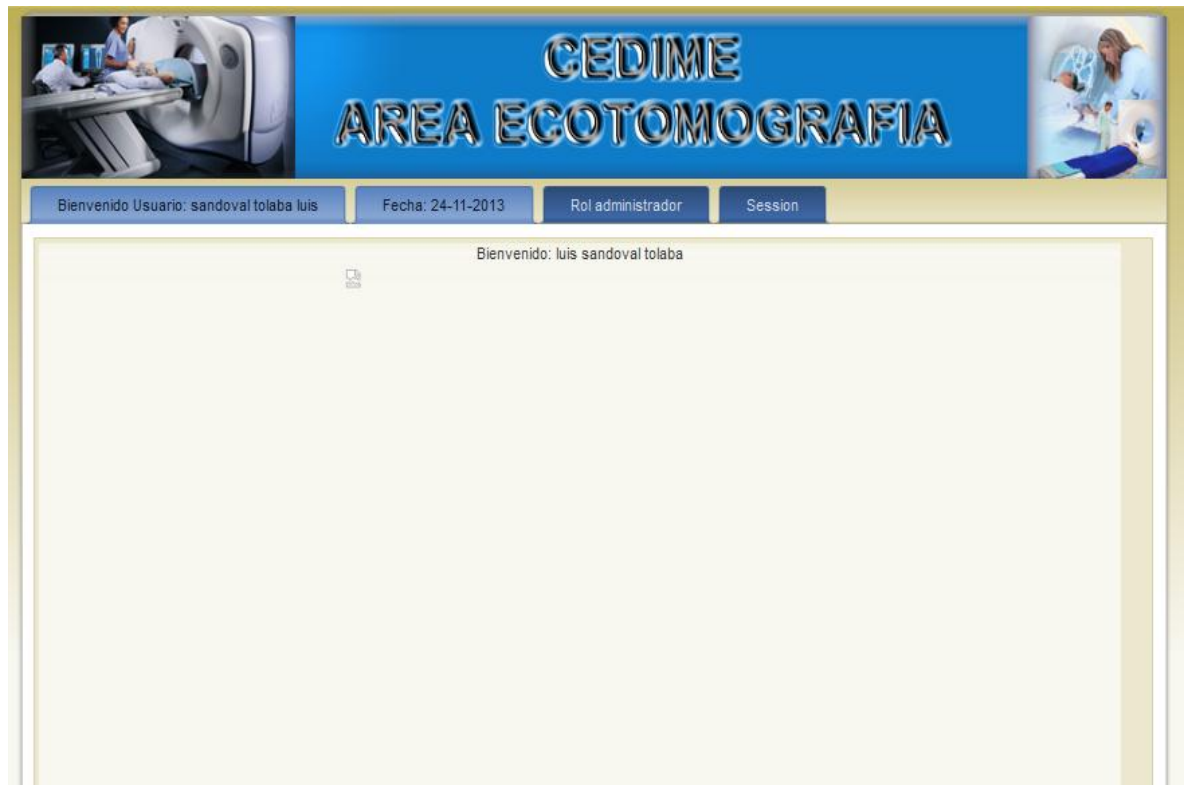 CEDIME
AREA ECOTOMOGRAFIA
Bienvenido Usuario: sandoval tolaba luis
Fecha: 24-11-2013
Rol administrador
Session
Bienvenido: luis sandoval tolaba